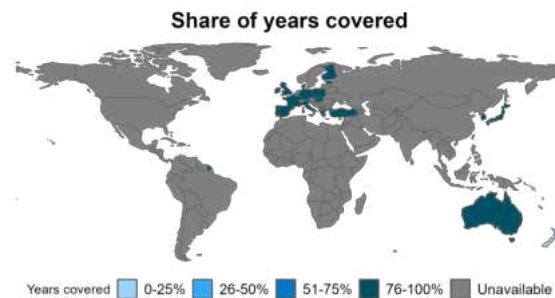 Share of years covered
Years covered 0-25% 26-50% 51-75% 76-100% Unavailable